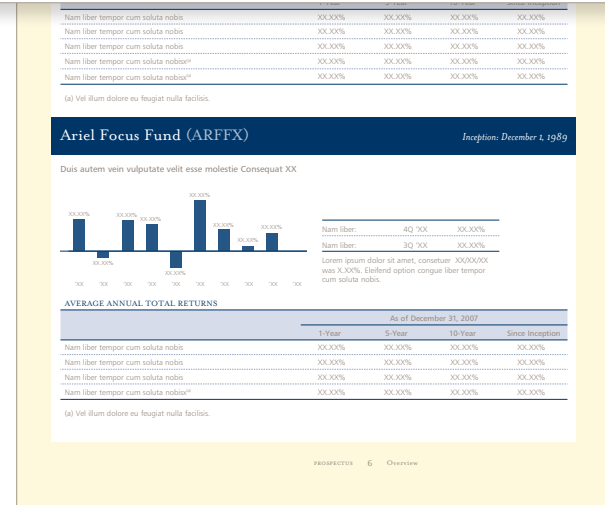 1-Year 5-Year 10-Year Since Inception
Nam liber tempor cum soluta nobis XX.XX% XX.XX% XX.XX% XX.XX%
Nam liber tempor cum soluta nobis XX.XX% XX.XX% XX.XX% XX.XX%
Nam liber tempor cum soluta nobis XX.XX% XX.XX% XX.XX% XX.XX%
Nam liber tempor cum soluta nobisx⁽ᵃ⁾ XX.XX% XX.XX% XX.XX% XX.XX%
Nam liber tempor cum soluta nobisx⁽ᵃ⁾ XX.XX% XX.XX% XX.XX% XX.XX%
(a) Vel illum dolore eu feugiat nulla facilisis.
Ariel Focus Fund (ARFFX) Inception: December 1, 1989
Duis autem vein vulputate velit esse molestie Consequat XX
XX.XX%
XX.XX% XX.XX% XX.XX% XX.XX% XX.XX%
XX.XX%
XX.XX%
XX.XX%
'XX 'XX 'XX 'XX 'XX 'XX 'XX 'XX 'XX 'XX
Nam liber: 4Q 'XX XX.XX%
Nam liber: 3Q 'XX XX.XX%
Lorem ipsum dolor sit amet, consetuer XX/XX/XX
was X.XX%. Eleifend option congue liber tempor
cum soluta nobis.
AVERAGE ANNUAL TOTAL RETURNS
As of December 31, 2007
1-Year 5-Year 10-Year Since Inception
Nam liber tempor cum soluta nobis XX.XX% XX.XX% XX.XX% XX.XX%
Nam liber tempor cum soluta nobis XX.XX% XX.XX% XX.XX% XX.XX%
Nam liber tempor cum soluta nobis XX.XX% XX.XX% XX.XX% XX.XX%
Nam liber tempor cum soluta nobisx⁽ᵃ⁾ XX.XX% XX.XX% XX.XX% XX.XX%
(a) Vel illum dolore eu feugiat nulla facilisis.
PROSPECTUS 6 Overview